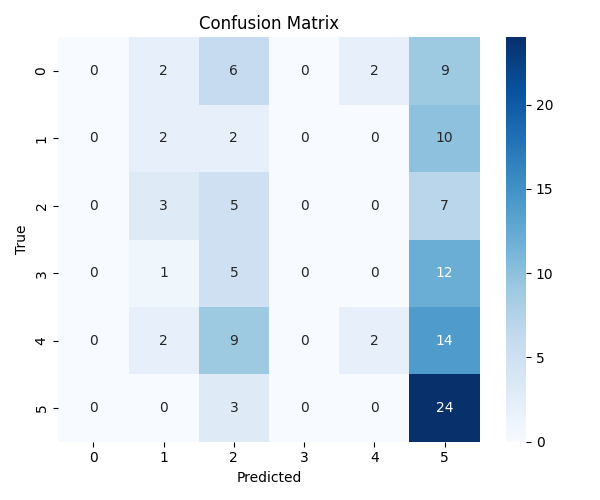 Confusion Matrix
True
0 0 2 6 0 2 9
1 0 2 2 0 0 10
2 0 3 5 0 0 7
3 0 1 5 0 0 12
4 0 2 9 0 2 14
5 0 0 3 0 0 24
0 1 2 3 4 5
Predicted
20
15
10
5
0